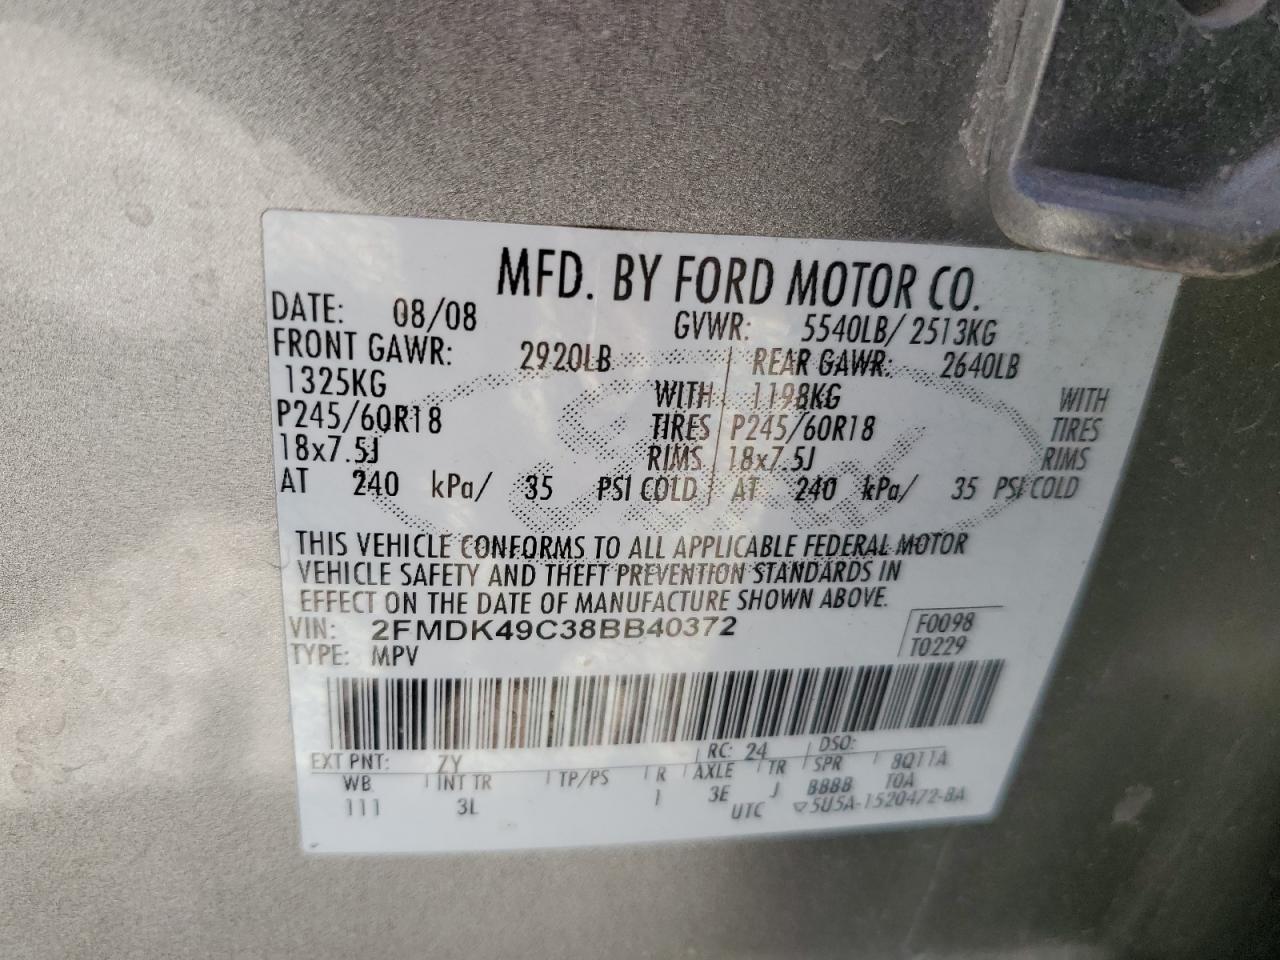 MFD. BY FORD MOTOR CO.
DATE: 08/08 GVWR: 5540LB/ 2513KG
FRONT GAWR: 2920LB REAR GAWR: 2640LB
1325KG WITH 1198KG WITH
P245/60R18 TIRES P245/60R18 TIRES
18x7.5J RIMS 18x7.5J RIMS
AT 240 kPa/ 35 PSI COLD AT 240 kPa/ 35 PSI COLD
THIS VEHICLE CONFORMS TO ALL APPLICABLE FEDERAL MOTOR
VEHICLE SAFETY AND THEFT PREVENTION STANDARDS IN
EFFECT ON THE DATE OF MANUFACTURE SHOWN ABOVE.
VIN: 2FMDK49C38BB40372 F0098
TYPE: MPV T0229
EXT PNT: ZY RC: 24 DSO:
WB INT TR TP/PS R AXLE TR SPR 8Q11A
111 3L I 3E J BBBB TOA
UTC ▽5U5A-1520472-BA